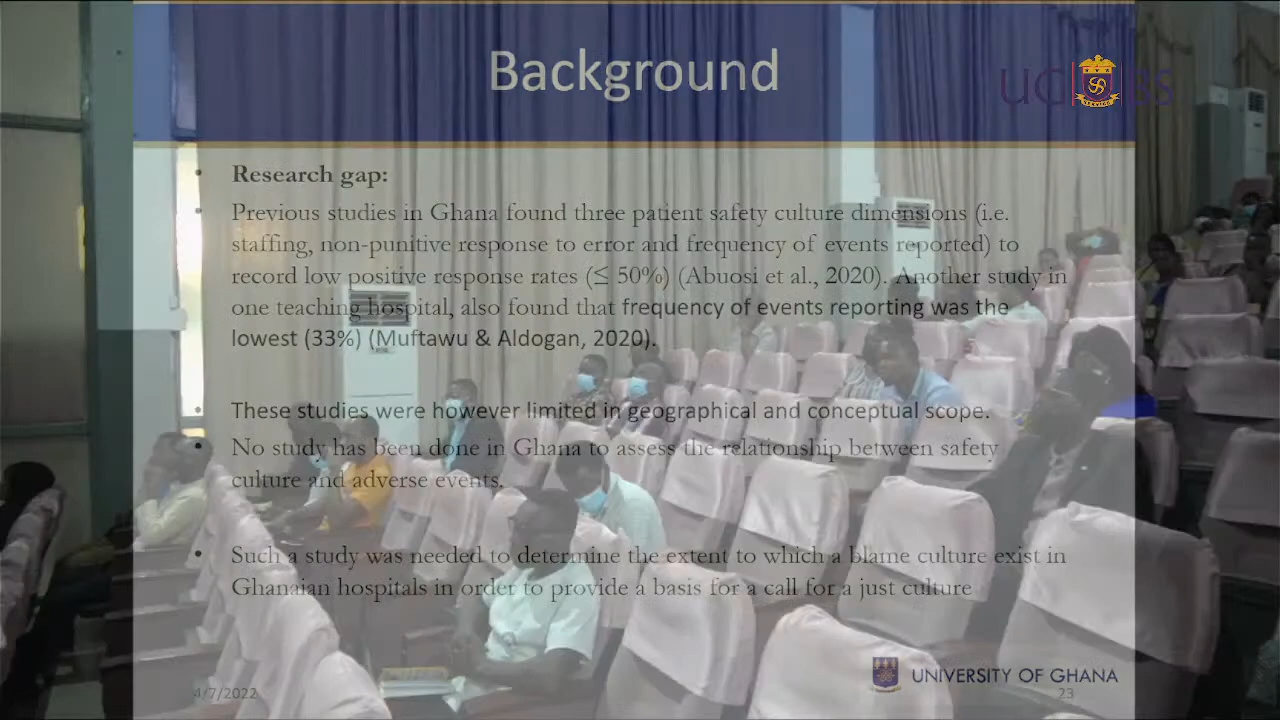 Background
UG BS
Research gap:
Previous studies in Ghana found three patient safety culture dimensions (i.e.
staffing, non-punitive response to error and frequency of events reported) to
record low positive response rates (≤ 50%) (Abuosi et al., 2020). Another study in
one teaching hospital, also found that frequency of events reporting was the
lowest (33%) (Muftawu & Aldogan, 2020).
These studies were however limited in geographical and conceptual scope.
No study has been done in Ghana to assess the relationship between safety
culture and adverse events.
Such a study was needed to determine the extent to which a blame culture exist in
Ghanaian hospitals in order to provide a basis for a call for a just culture
UNIVERSITY OF GHANA
4/7/2022
23